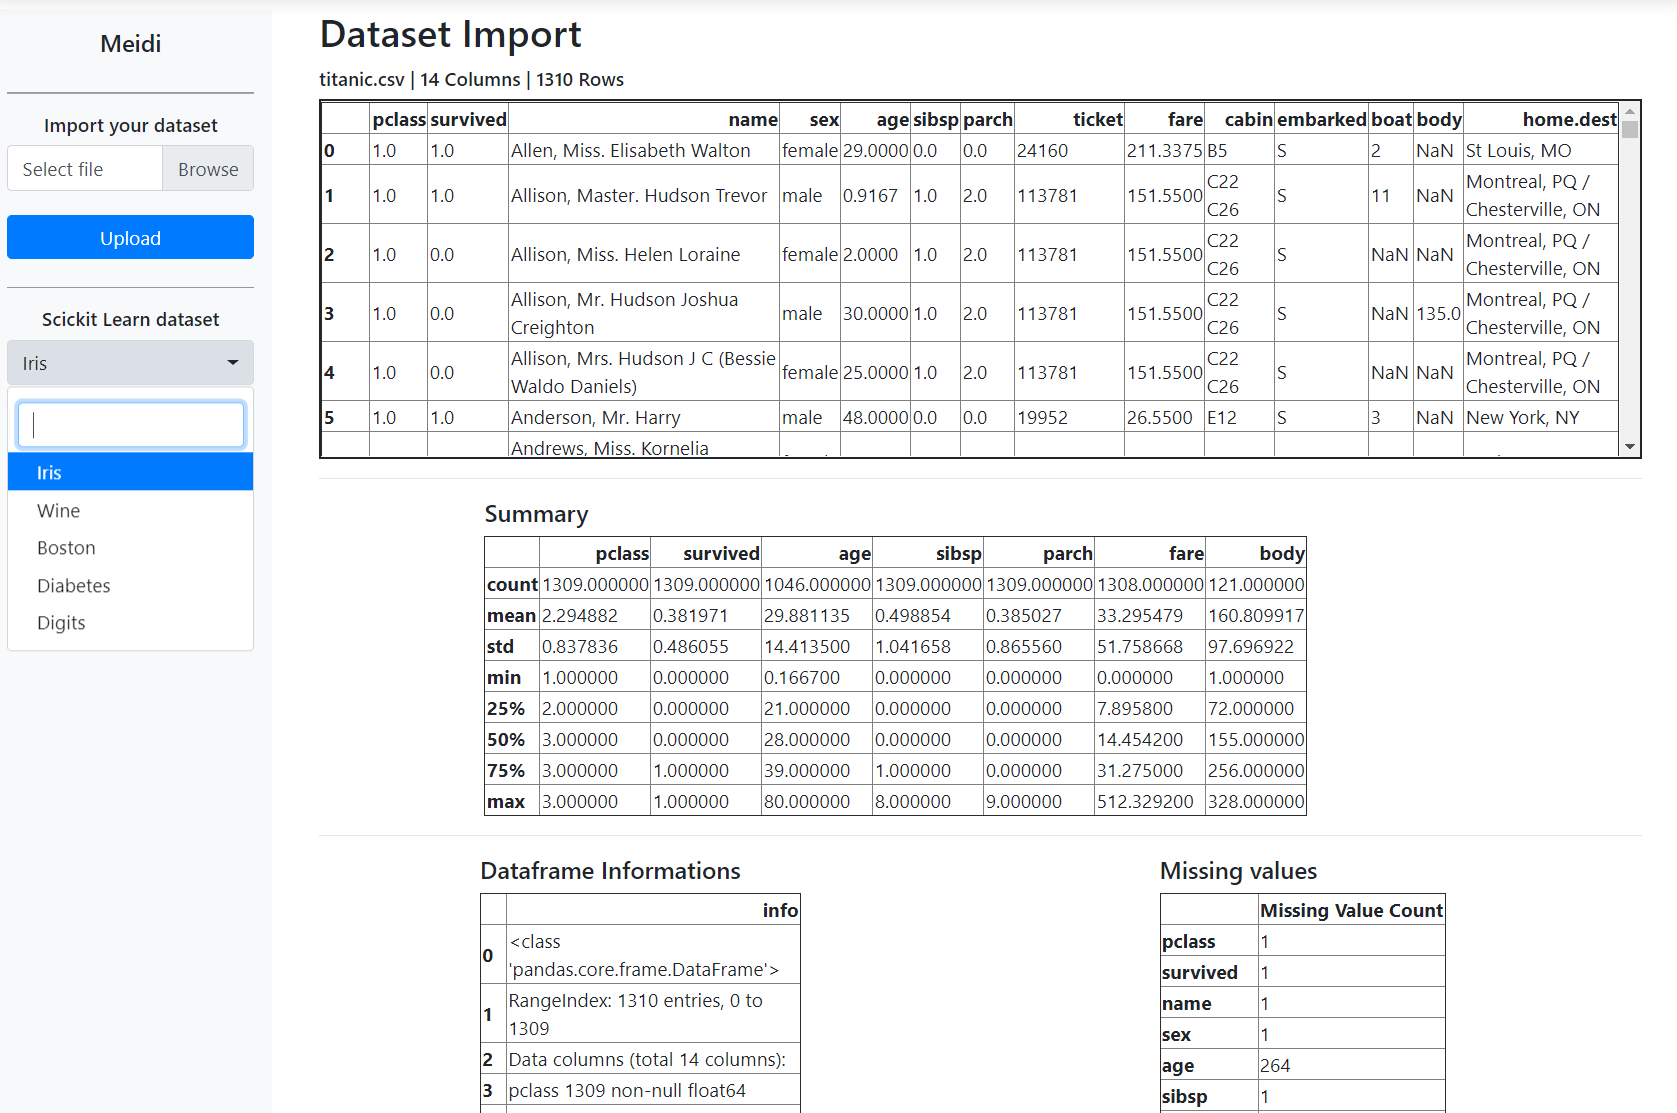 Meidi
Import your dataset
Select file Browse
Upload
Scickit Learn dataset
Iris
Iris
Wine
Boston
Diabetes
Digits
Dataset Import
titanic.csv | 14 Columns | 1310 Rows
pclass survived name sex age sibsp parch ticket fare cabin embarked boat body home.dest
0 1.0 1.0 Allen, Miss. Elisabeth Walton female 29.0000 0.0 0.0 24160 211.3375 B5 S 2 NaN St Louis, MO
1 1.0 1.0 Allison, Master. Hudson Trevor male 0.9167 1.0 2.0 113781 151.5500 C22 C26 S 11 NaN Montreal, PQ / Chesterville, ON
2 1.0 0.0 Allison, Miss. Helen Loraine female 2.0000 1.0 2.0 113781 151.5500 C22 C26 S NaN NaN Montreal, PQ / Chesterville, ON
3 1.0 0.0 Allison, Mr. Hudson Joshua Creighton male 30.0000 1.0 2.0 113781 151.5500 C22 C26 S NaN 135.0 Montreal, PQ / Chesterville, ON
4 1.0 0.0 Allison, Mrs. Hudson J C (Bessie Waldo Daniels) female 25.0000 1.0 2.0 113781 151.5500 C22 C26 S NaN NaN Montreal, PQ / Chesterville, ON
5 1.0 1.0 Anderson, Mr. Harry male 48.0000 0.0 0.0 19952 26.5500 E12 S 3 NaN New York, NY
Andrews, Miss. Kornelia
Summary
pclass survived age sibsp parch fare body
count 1309.000000 1309.000000 1046.000000 1309.000000 1309.000000 1308.000000 121.000000
mean 2.294882 0.381971 29.881135 0.498854 0.385027 33.295479 160.809917
std 0.837836 0.486055 14.413500 1.041658 0.865560 51.758668 97.696922
min 1.000000 0.000000 0.166700 0.000000 0.000000 0.000000 1.000000
25% 2.000000 0.000000 21.000000 0.000000 0.000000 7.895800 72.000000
50% 3.000000 0.000000 28.000000 0.000000 0.000000 14.454200 155.000000
75% 3.000000 1.000000 39.000000 1.000000 0.000000 31.275000 256.000000
max 3.000000 1.000000 80.000000 8.000000 9.000000 512.329200 328.000000
Dataframe Informations
info
0 <class 'pandas.core.frame.DataFrame'>
1 RangeIndex: 1310 entries, 0 to 1309
2 Data columns (total 14 columns):
3 pclass 1309 non-null float64
Missing values
Missing Value Count
pclass 1
survived 1
name 1
sex 1
age 264
sibsp 1